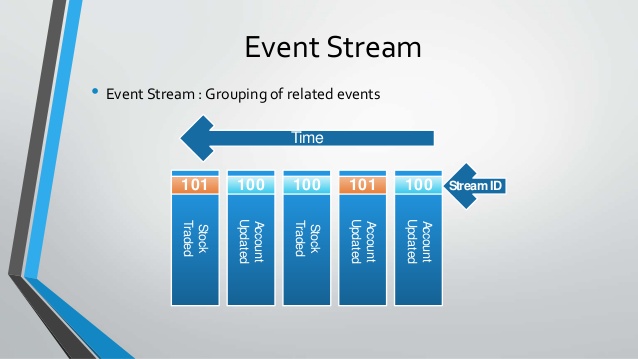 Event Stream
• Event Stream : Grouping of related events
Time
101 100 100 101 100 Stream ID
Stock
Traded
Account
Updated
Stock
Traded
Account
Updated
Account
Updated